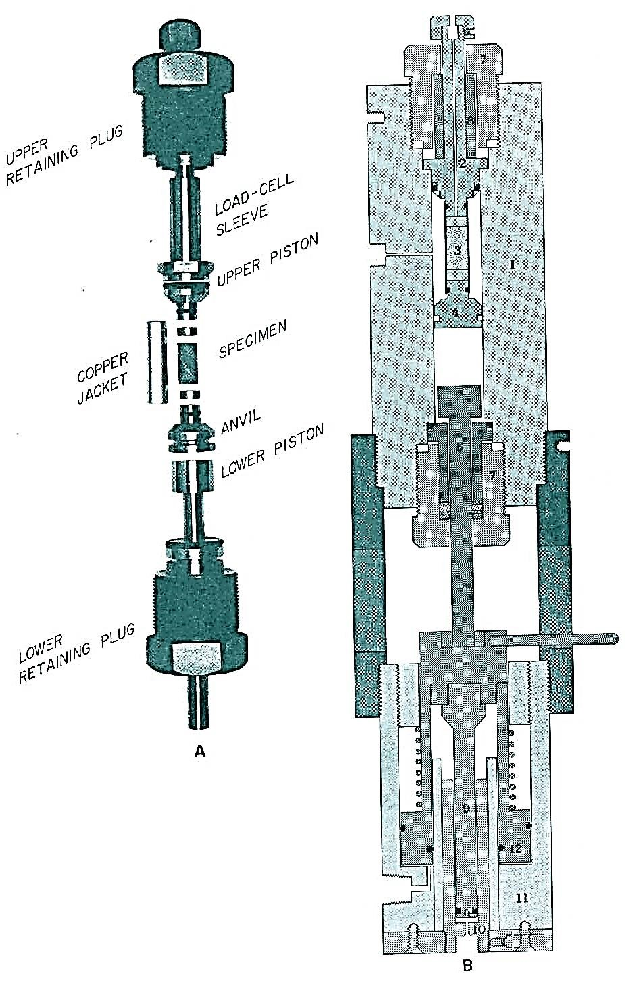 UPPER
RETAINING PLUG
LOAD-CELL
SLEEVE
UPPER PISTON
SPECIMEN
COPPER
JACKET
ANVIL
LOWER PISTON
LOWER
RETAINING PLUG
A
7
8
2
3
1
4
6
7
9
12
11
10
B